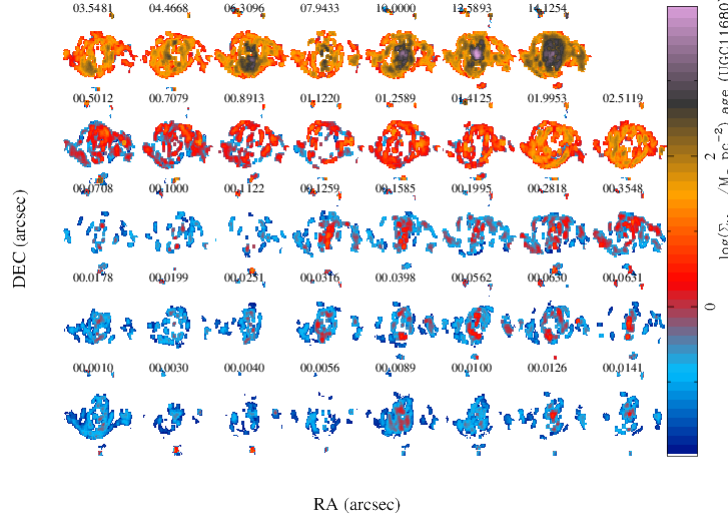 03.5481 04.4668 06.3096 07.9433 10.0000 12.5893 14.1254
00.5012 00.7079 00.8913 01.1220 01.2589 01.4125 01.9953 02.5119
00.0708 00.1000 00.1122 00.1259 00.1585 00.1995 00.2818 00.3548
00.0178 00.0199 00.0251 00.0316 00.0398 00.0562 00.0630 00.0631
00.0010 00.0030 00.0040 00.0056 00.0089 00.0100 00.0126 00.0141
DEC (arcsec)
RA (arcsec)
2
0
age (UGC11680)